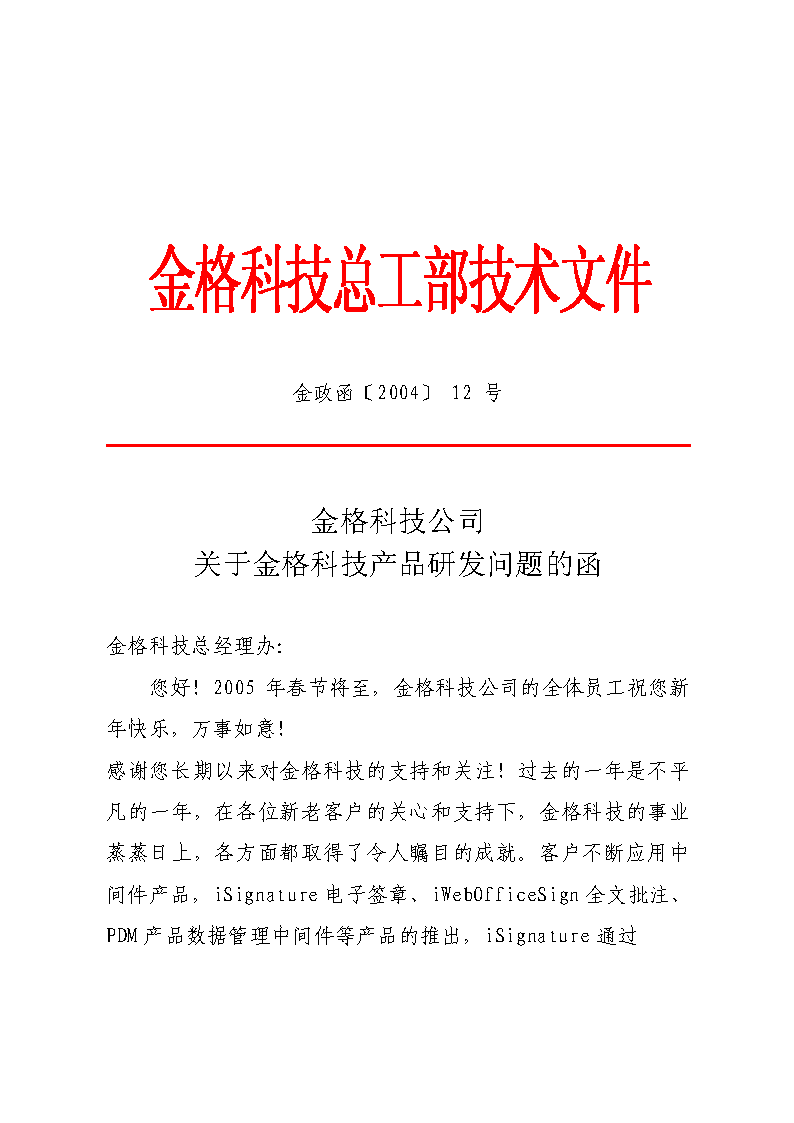 金格科技总工部技术文件
金政函〔2004〕 12 号
金格科技公司
关于金格科技产品研发问题的函
金格科技总经理办：
您好！2005 年春节将至，金格科技公司的全体员工祝您新
年快乐，万事如意！
感谢您长期以来对金格科技的支持和关注！过去的一年是不平
凡的一年，在各位新老客户的关心和支持下，金格科技的事业
蒸蒸日上，各方面都取得了令人瞩目的成就。客户不断应用中
间件产品，iSignature 电子签章、iWebOfficeSign 全文批注、
PDM 产品数据管理中间件等产品的推出，iSignature 通过